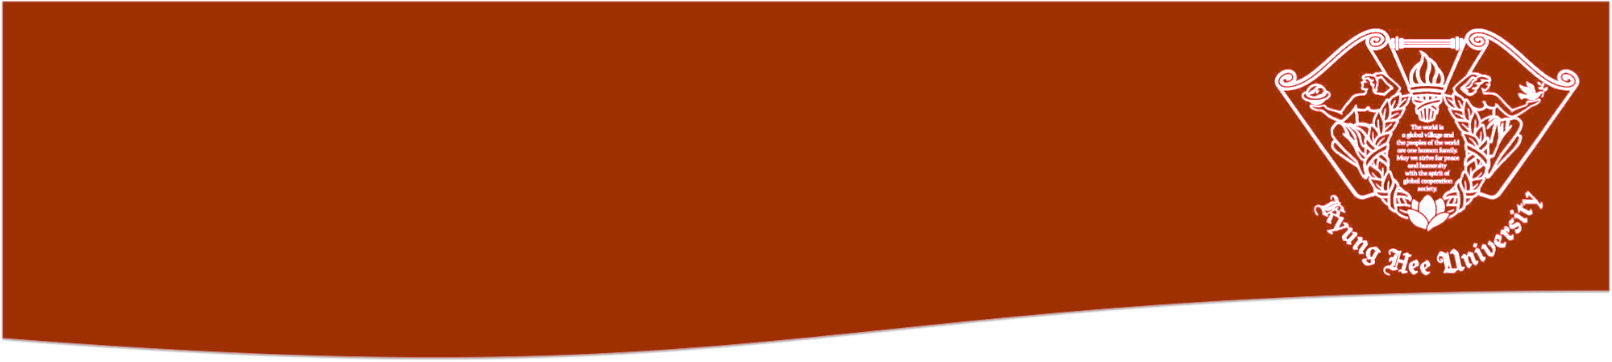 The world is
a global village and
the peoples of the world
are one human family.
May we strive for peace
and humanity
with the spirit of
global cooperation
society.
Kyung Hee University